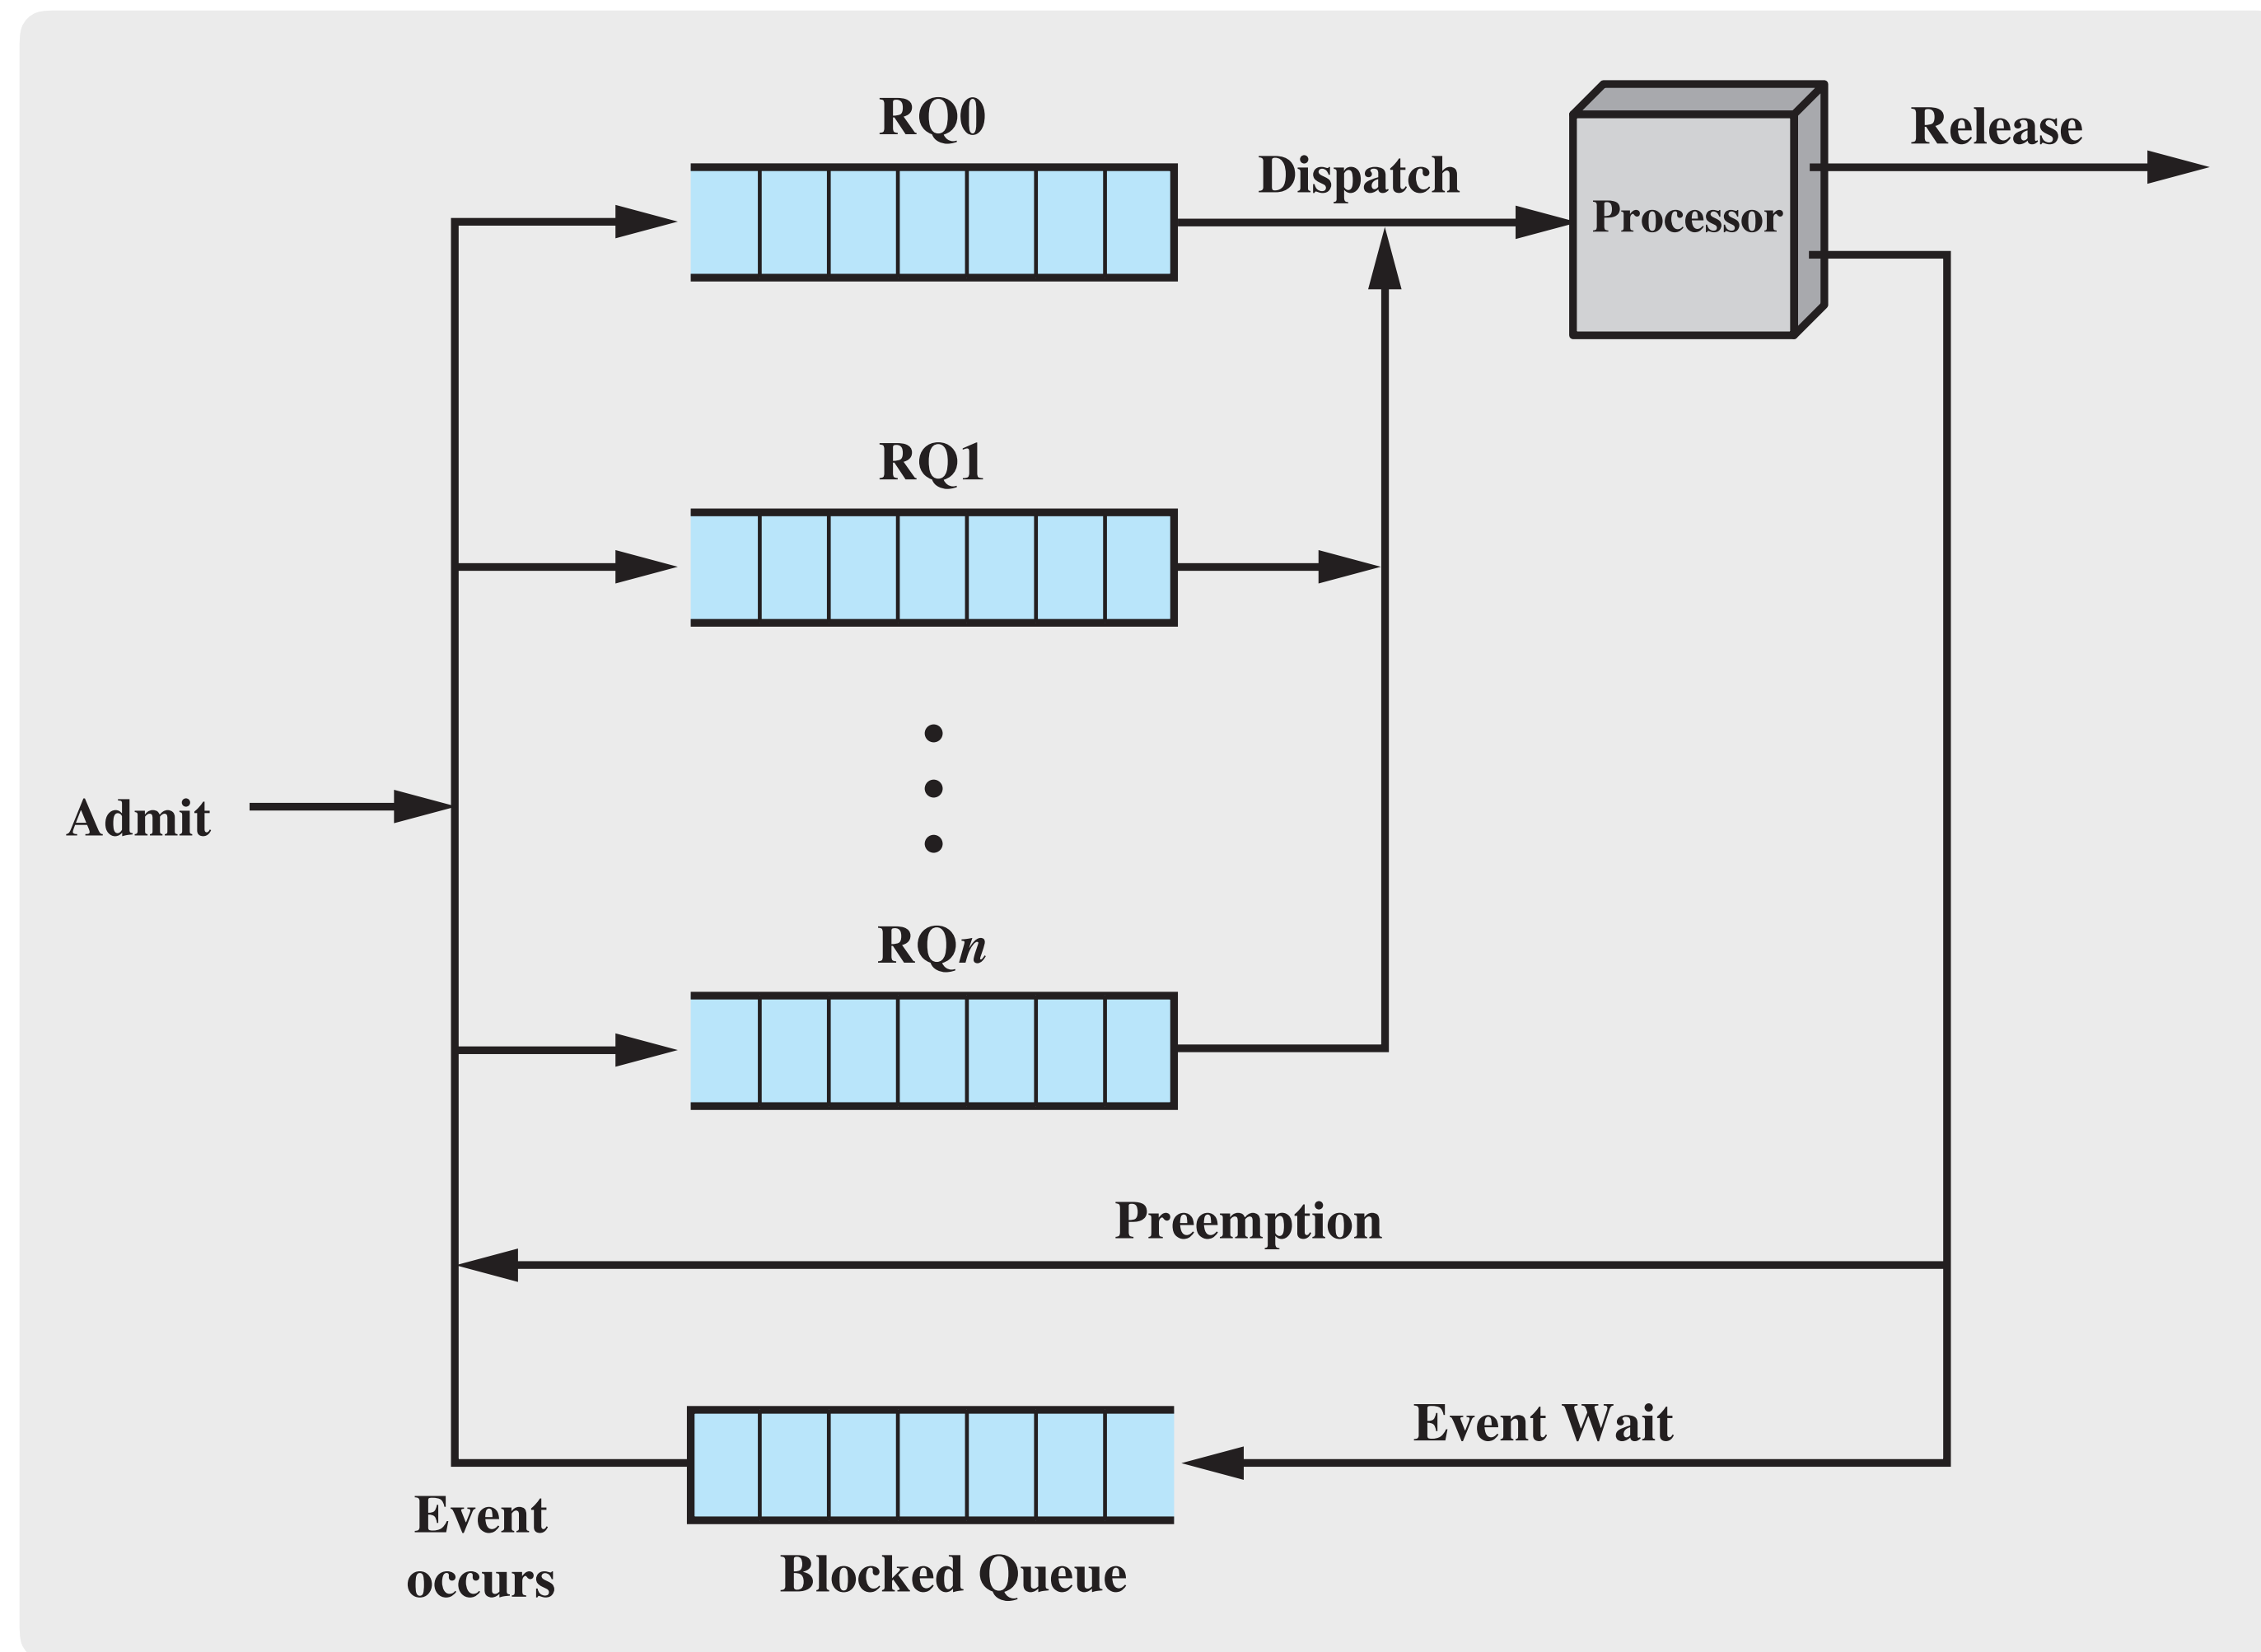 RQ0
Release
Dispatch
Processor
RQ1
Admit
RQn
Preemption
Event Wait
Event
occurs
Blocked Queue